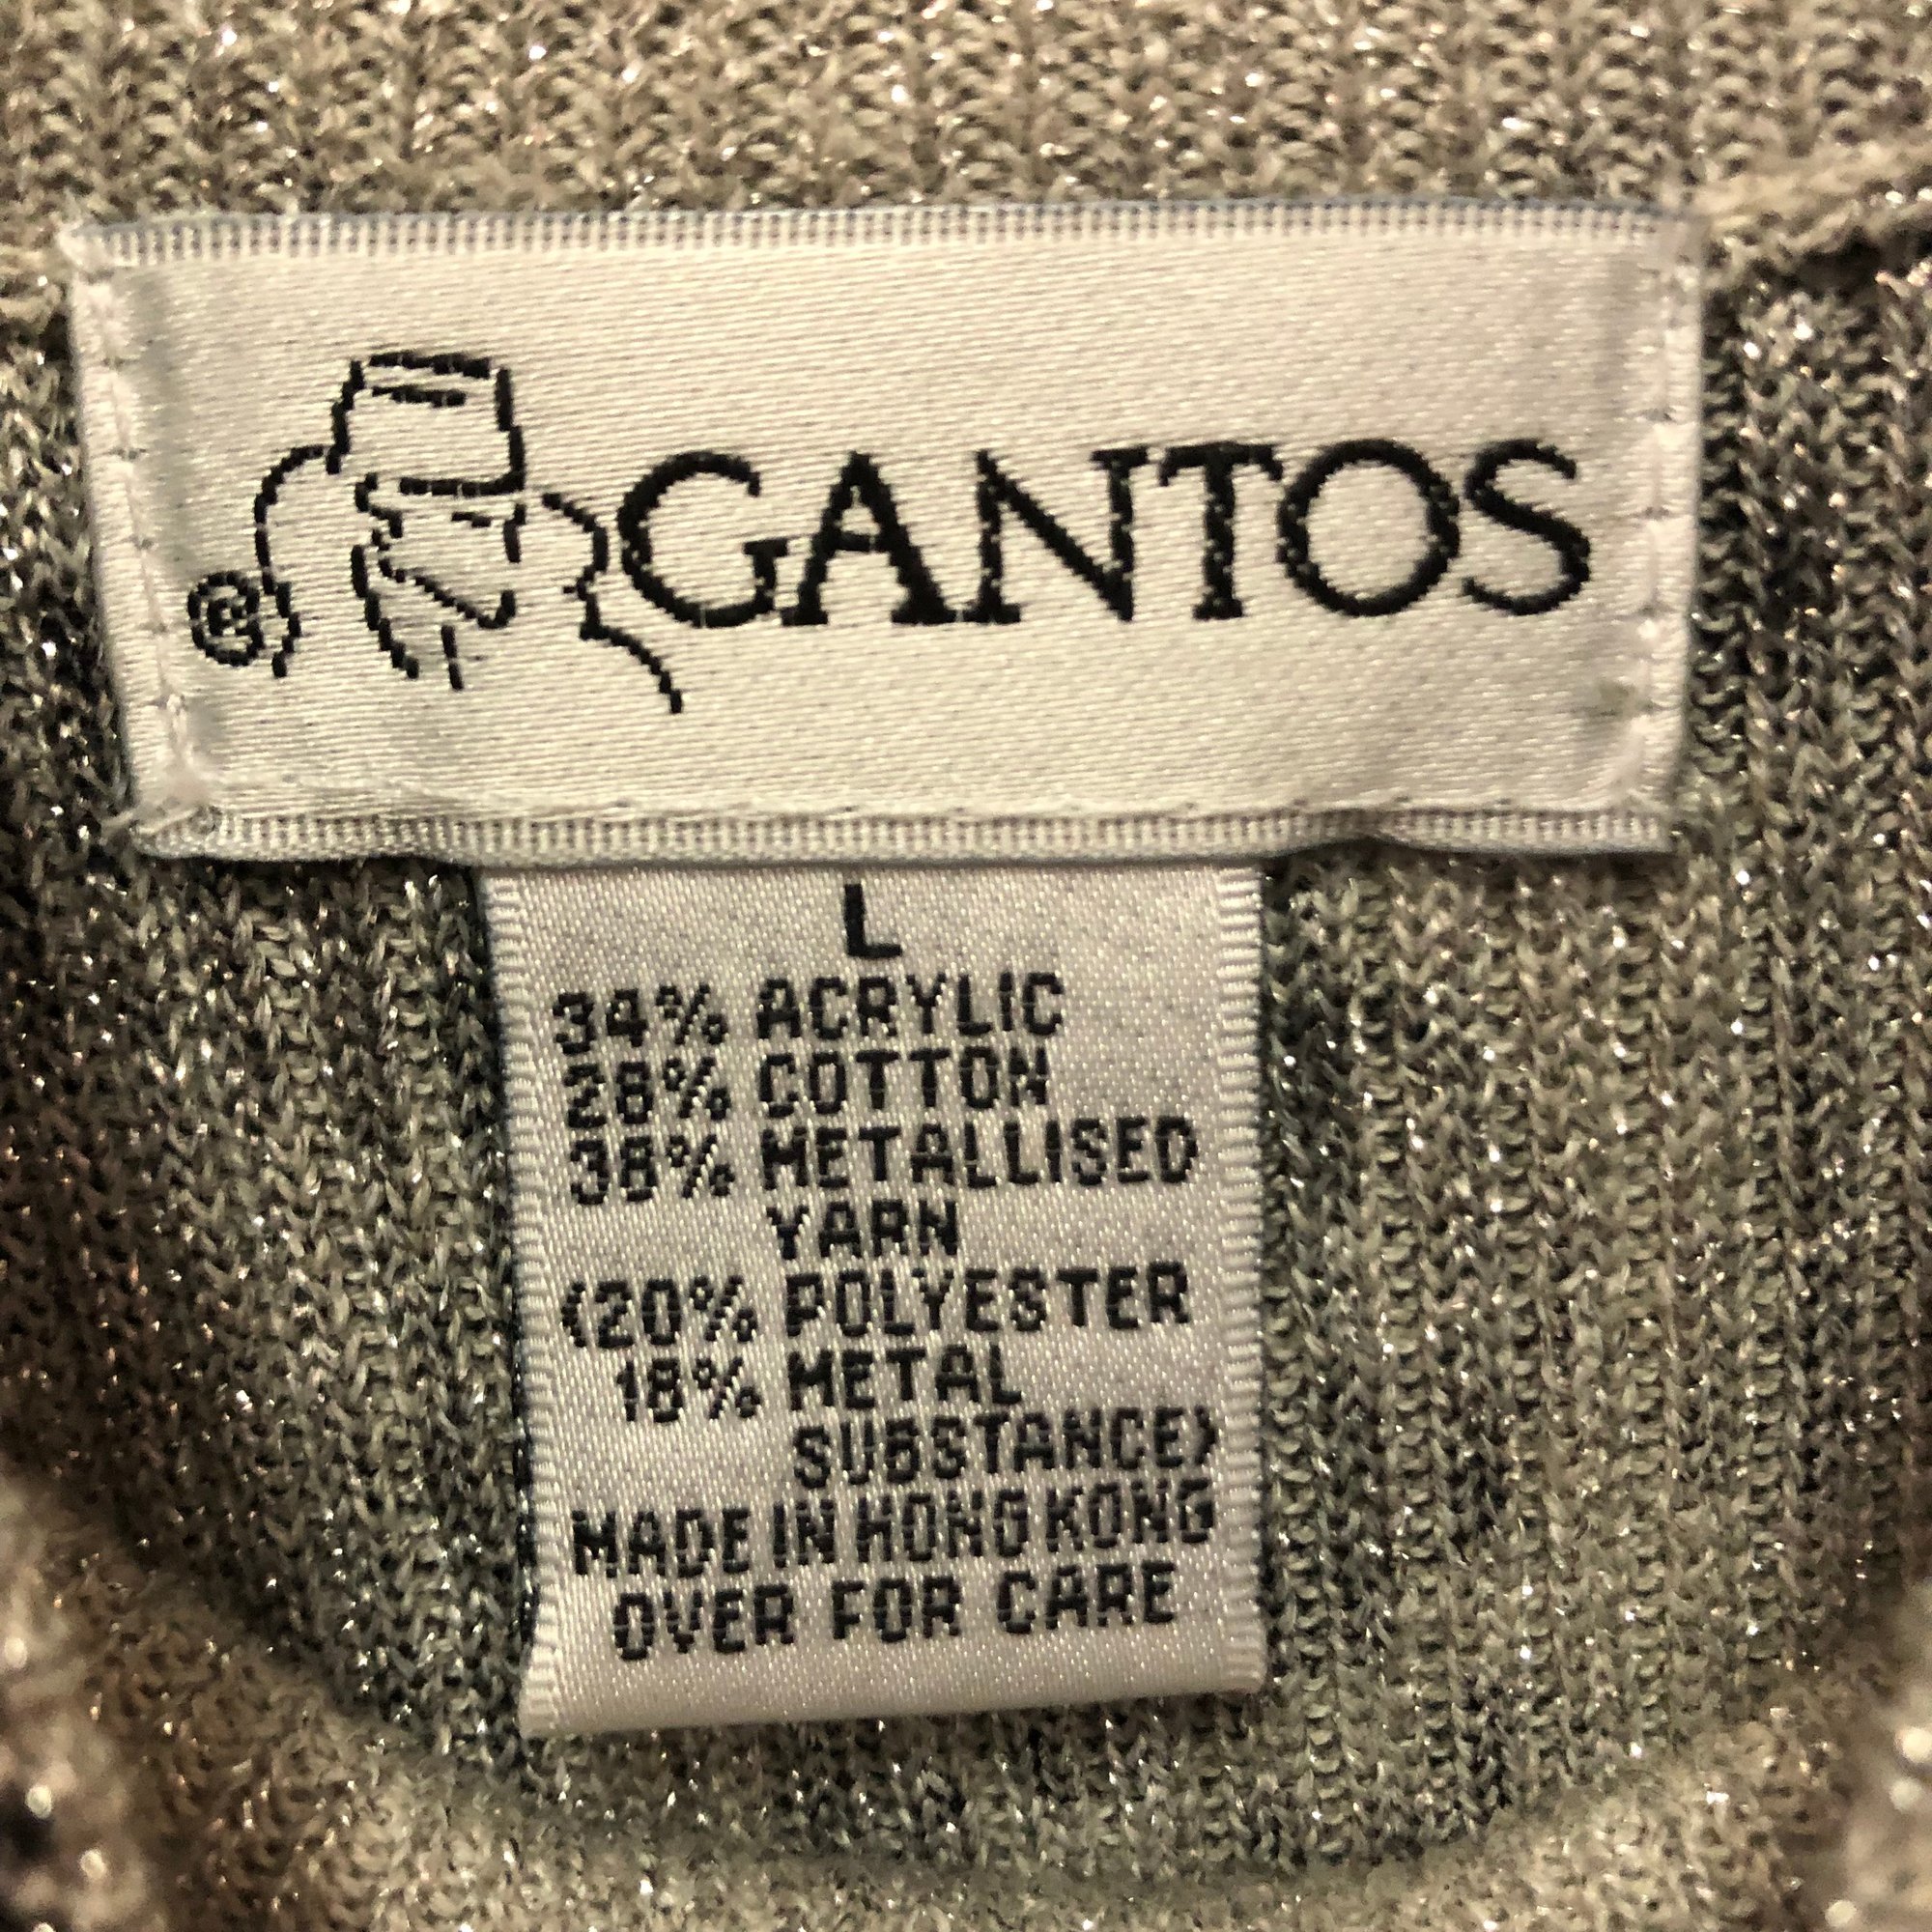 ® GANTOS
L
34% ACRYLIC
28% COTTON
38% METALLISED
YARN
(20% POLYESTER
18% METAL
SUBSTANCE)
MADE IN HONG KONG
OVER FOR CARE